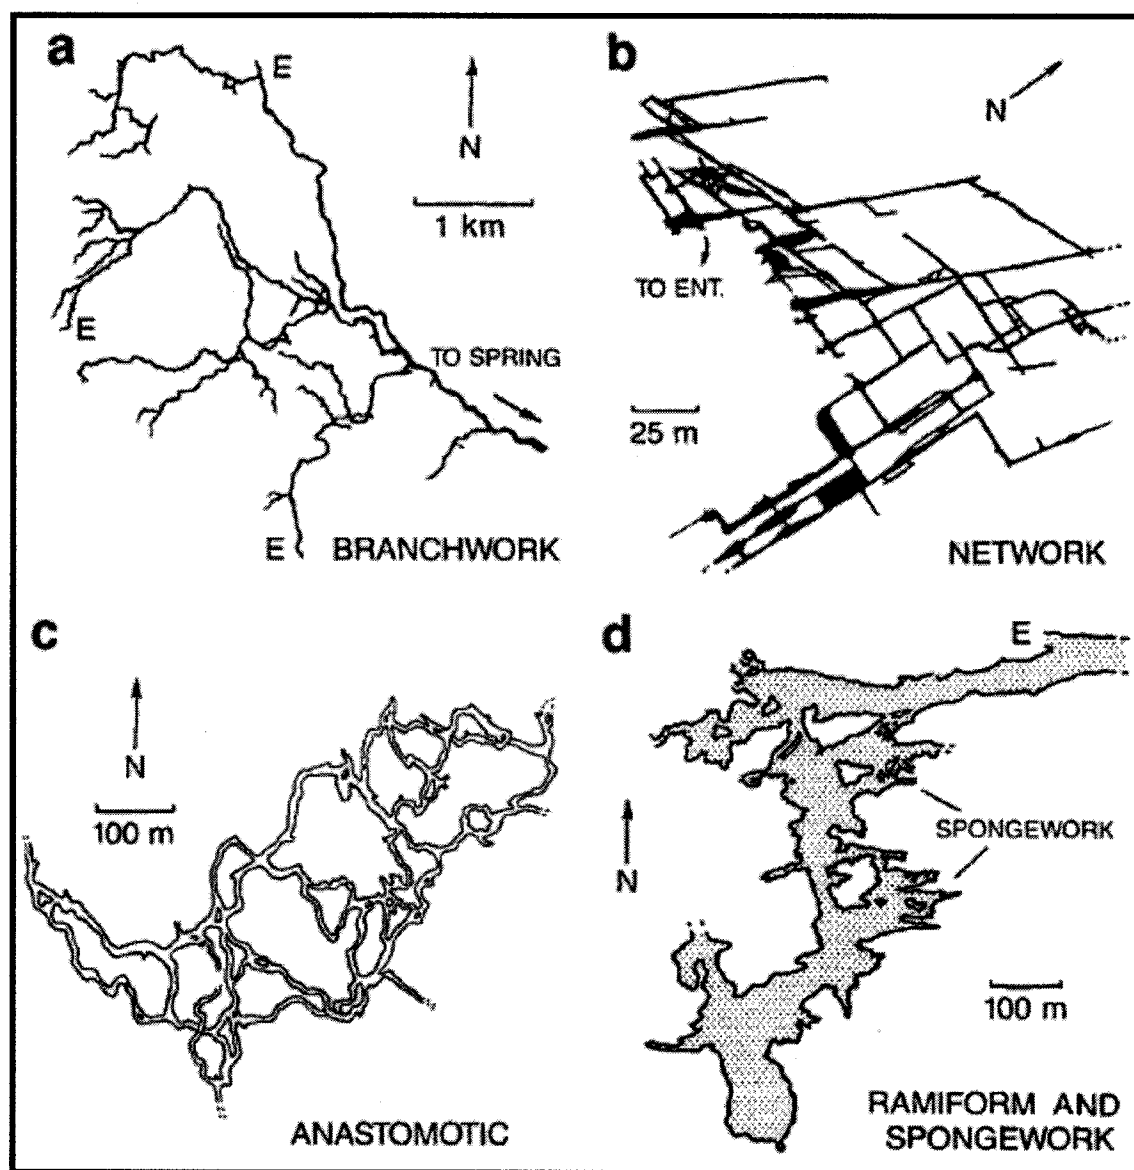 a
E
N
1 km
E
TO SPRING
E
BRANCHWORK
b
N
TO ENT.
25 m
NETWORK
c
N
100 m
ANASTOMOTIC
d
E
SPONGEWORK
N
100 m
RAMIFORM AND
SPONGEWORK